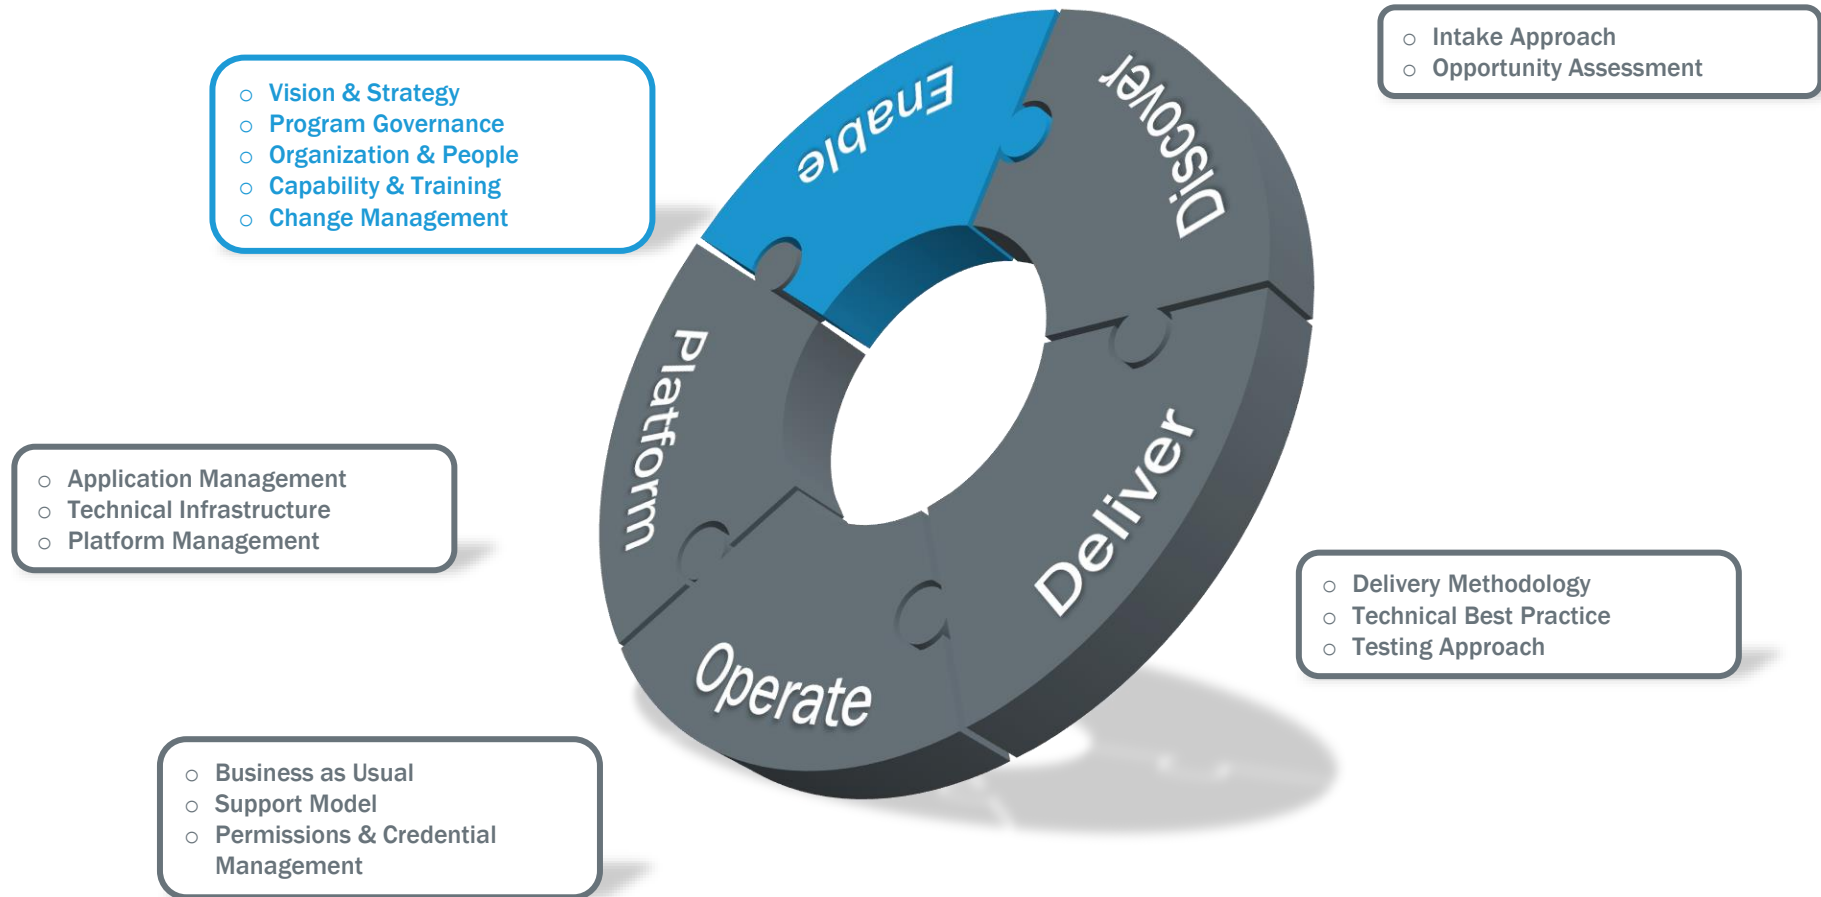 Intake Approach
Opportunity Assessment
Vision & Strategy
Program Governance
Organization & People
Capability & Training
Change Management
Enable
Discover
Platform
Deliver
Operate
Application Management
Technical Infrastructure
Platform Management
Delivery Methodology
Technical Best Practice
Testing Approach
Business as Usual
Support Model
Permissions & Credential
Management